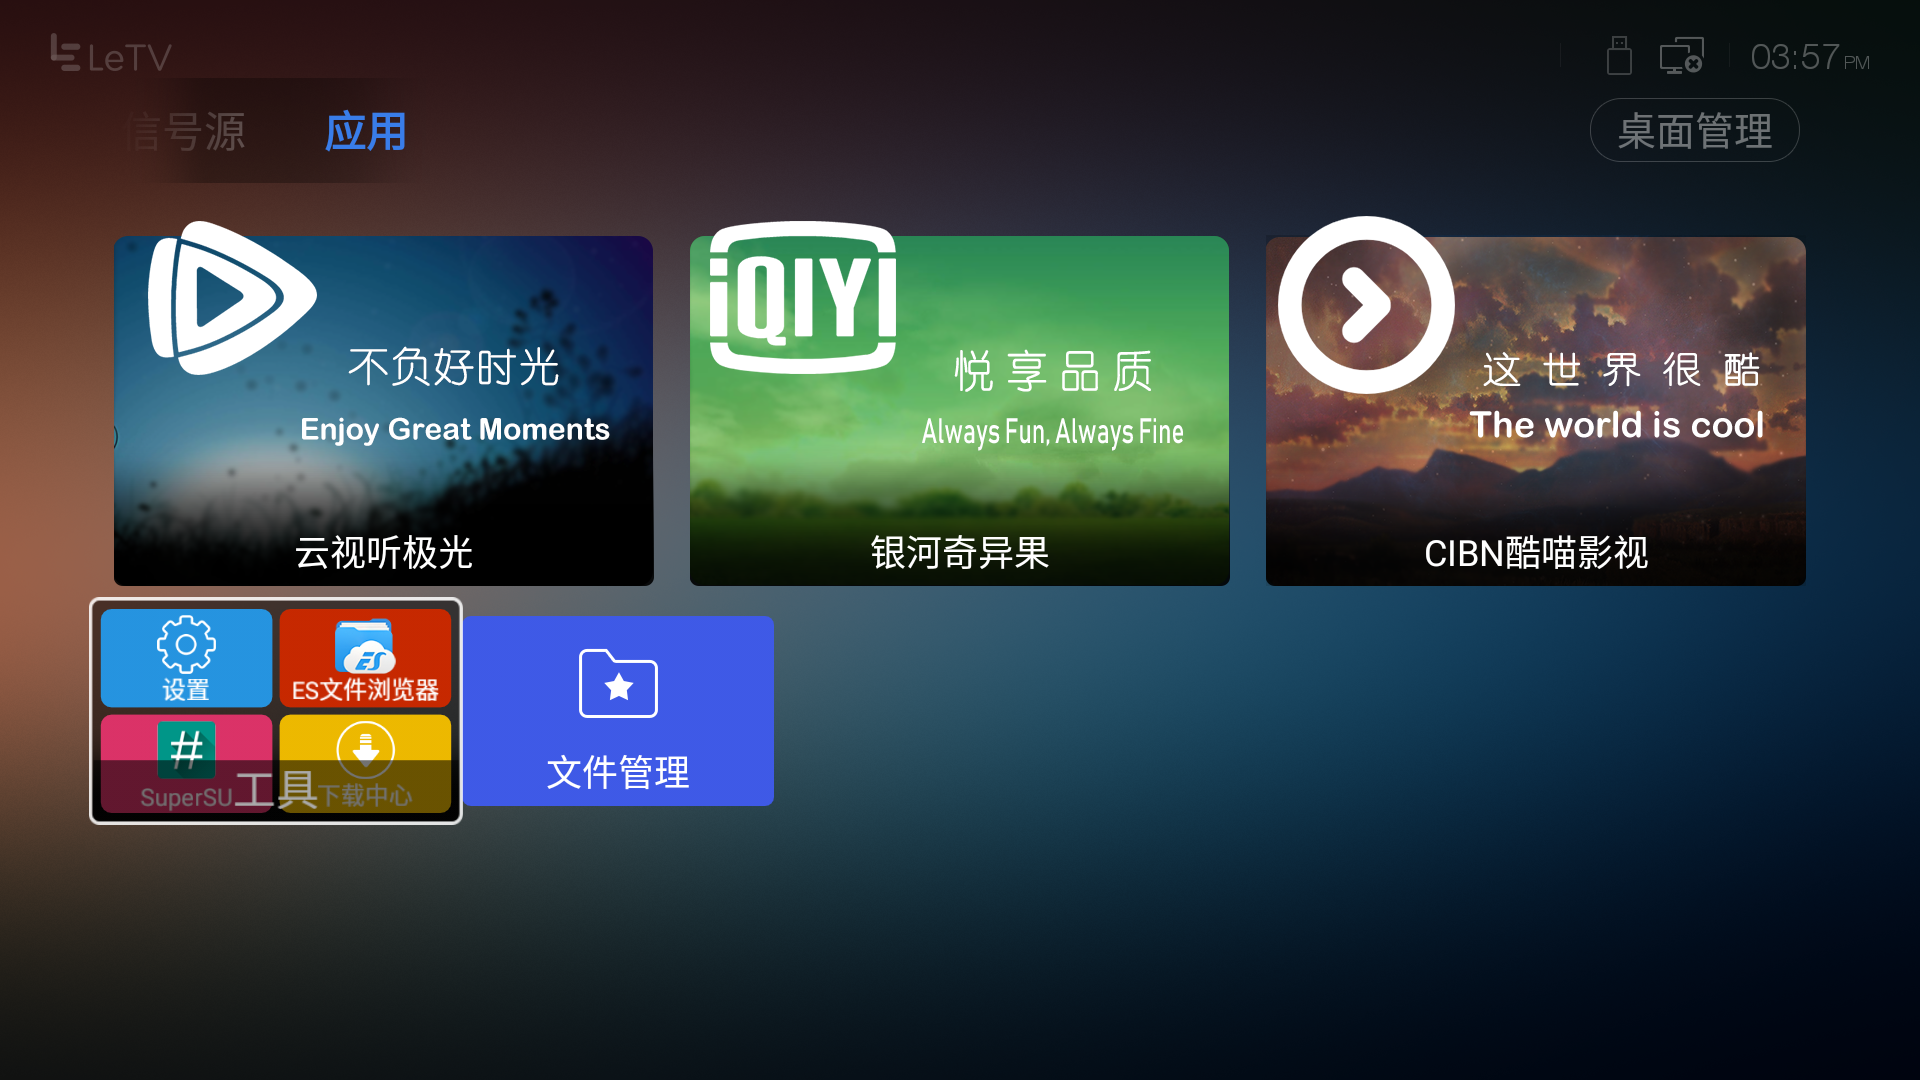 LeTV
03:57 PM
信号源
应用
桌面管理
不负好时光
Enjoy Great Moments
云视听极光
iQIYI
悦享品质
Always Fun, Always Fine
银河奇异果
这世界很酷
The world is cool
CIBN酷喵影视
设置
ES
ES文件浏览器
#
SuperSU
下载中心
工具
文件管理